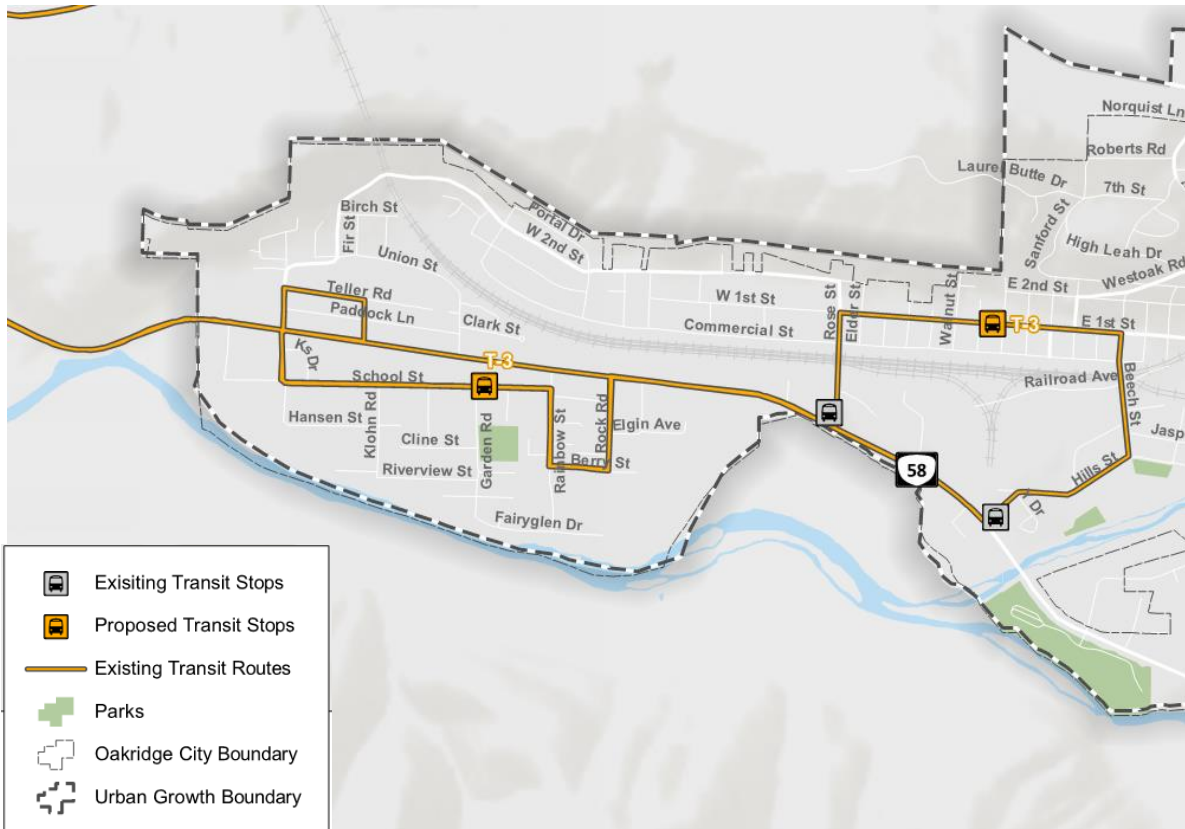 Norquist Ln
Roberts Rd
Laurel Butte Dr
7th St
Sanford St
High Leah Dr
Westoak Rd
E 2nd St
Birch St
Fir St
Portal Dr
W 2nd St
Union St
Teller Rd
Paddock Ln
W 1st St
Rose St
Elder St
Walnut St
Commercial St
Clark St
T-3
E 1st St
Ks Dr
T-3
School St
Railroad Ave
Beech St
Hansen St
Klohn Rd
Cline St
Garden Rd
Rainbow St
Rock Rd
Elgin Ave
Jasp
Riverview St
Berry St
58
Hills St
Dr
Fairyglen Dr
Exisiting Transit Stops
Proposed Transit Stops
Existing Transit Routes
Parks
Oakridge City Boundary
Urban Growth Boundary